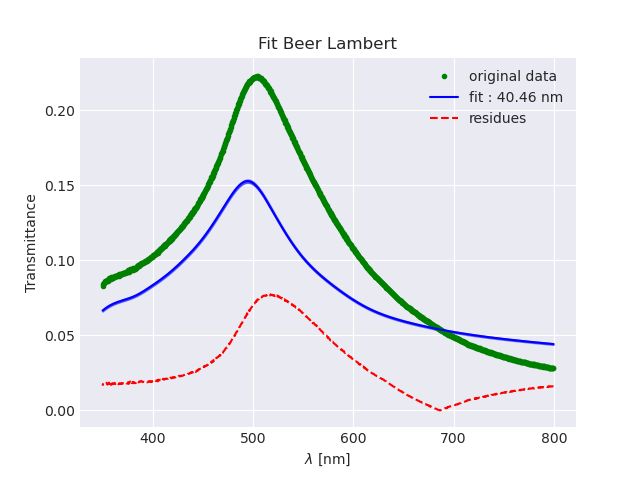 Fit Beer Lambert
original data
fit : 40.46 nm
residues
Transmittance
0.20
0.15
0.10
0.05
0.00
400 500 600 700 800
λ [nm]